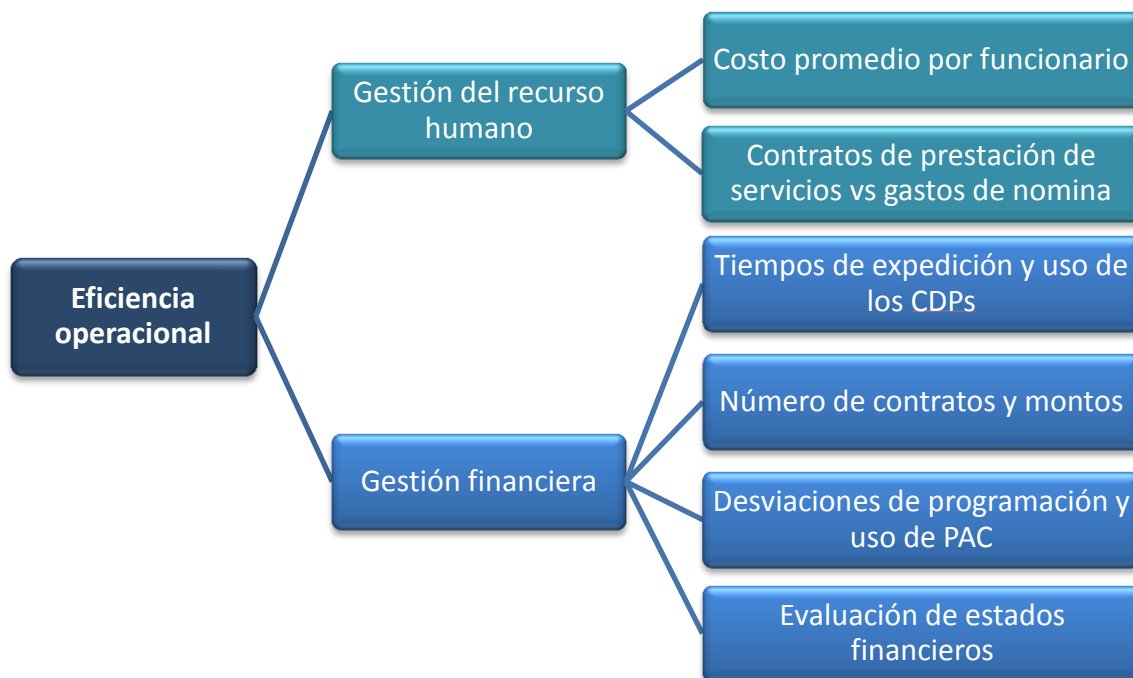 Costo promedio por funcionario
Gestión del recurso
humano
Contratos de prestación de
servicios vs gastos de nomina
Eficiencia
operacional
Tiempos de expedición y uso de
los CDPs
Número de contratos y montos
Gestión financiera
Desviaciones de programación y
uso de PAC
Evaluación de estados
financieros